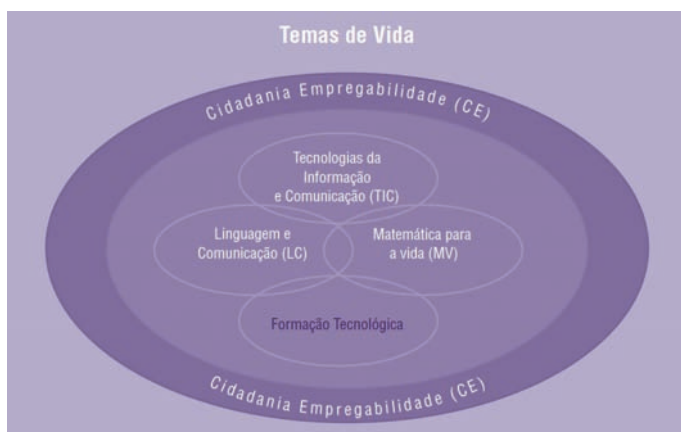 Temas de Vida
Cidadania Empregabilidade (CE)
Tecnologias da
Informação
e Comunicação (TIC)
Linguagem e
Comunicação (LC)
Matemática para
a vida (MV)
Formação Tecnológica
Cidadania Empregabilidade (CE)